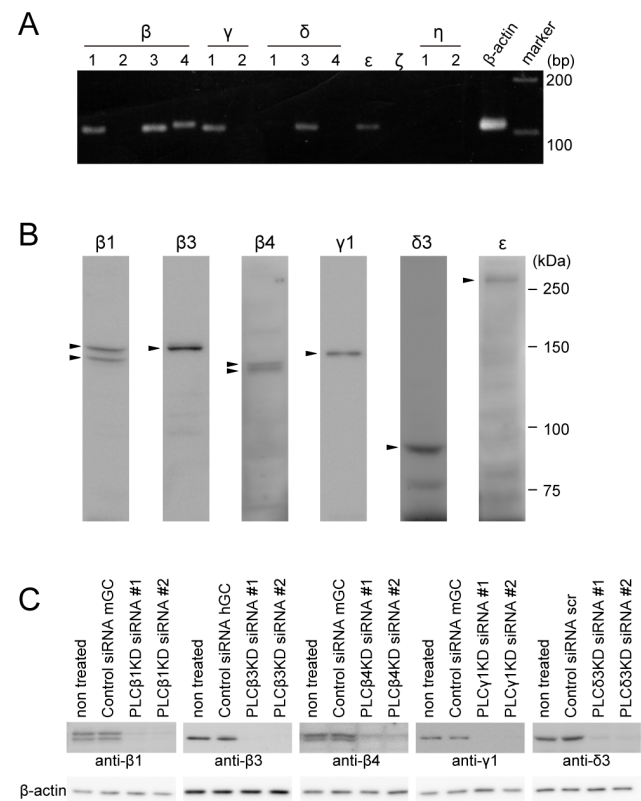 A
β γ δ η
1 2 3 4 1 2 1 3 4 ε ζ 1 2 β-actin marker (bp)
200
100
B
β1 β3 β4 γ1 δ3 ε
(kDa)
250
150
100
75
C
non treated
Control siRNA mGC
PLCβ1KD siRNA #1
PLCβ1KD siRNA #2
non treated
Control siRNA hGC
PLCβ3KD siRNA #1
PLCβ3KD siRNA #2
non treated
Control siRNA mGC
PLCβ4KD siRNA #1
PLCβ4KD siRNA #2
non treated
Control siRNA mGC
PLCγ1KD siRNA #1
PLCγ1KD siRNA #2
non treated
Control siRNA scr
PLCδ3KD siRNA #1
PLCδ3KD siRNA #2
anti-β1 anti-β3 anti-β4 anti-γ1 anti-δ3
β-actin